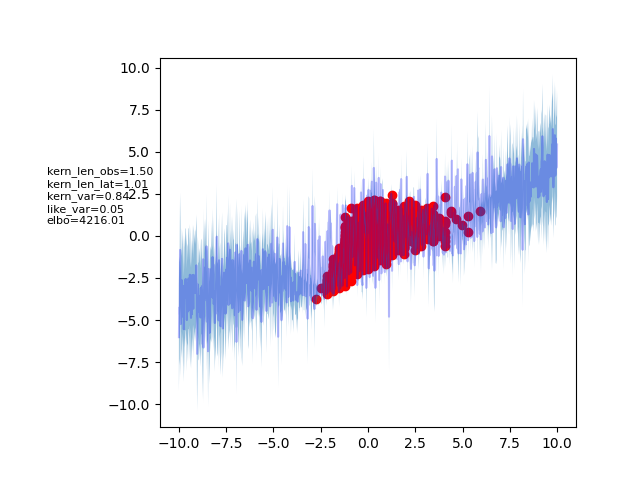 10.0
7.5
5.0
kern_len_obs=1.50
kern_len_lat=1.01
kern_var=0.84
2.5
like_var=0.05
elbo=4216.01
0.0
−2.5
−5.0
−7.5
−10.0
−10.0 −7.5 −5.0 −2.5 0.0 2.5 5.0 7.5 10.0